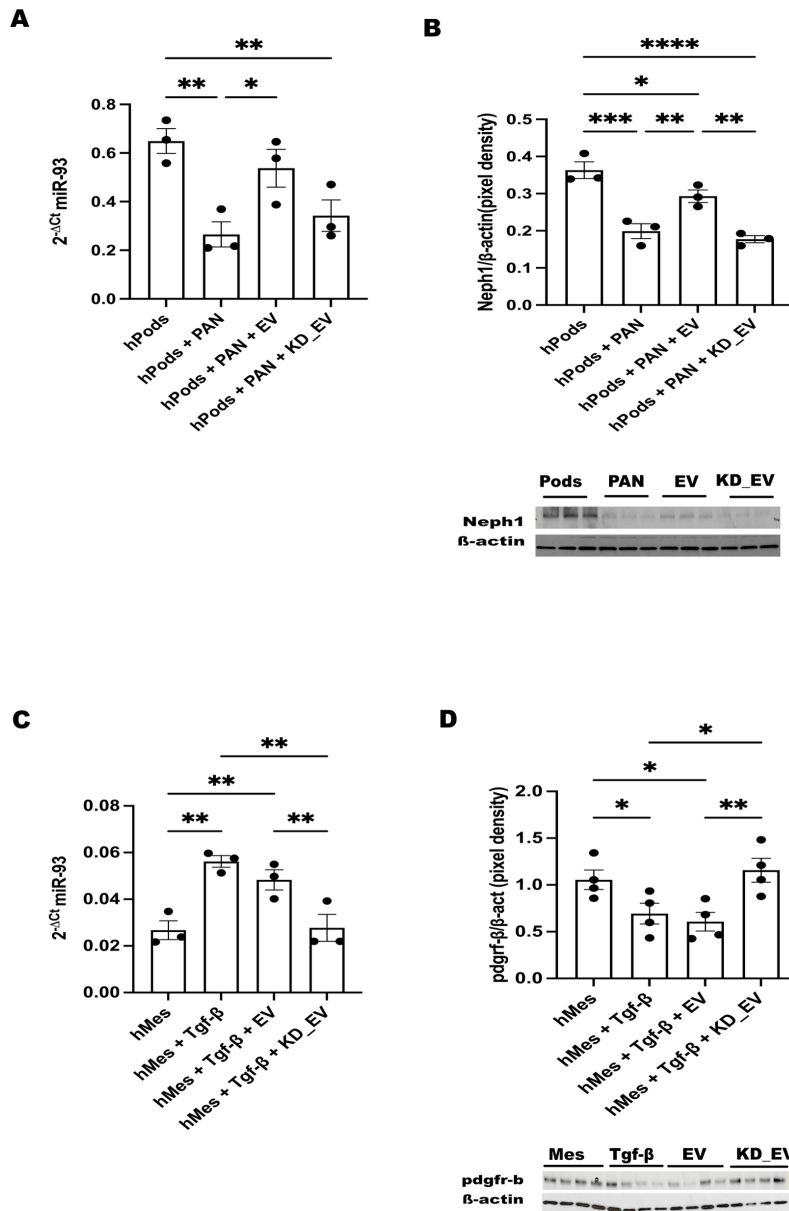 A
**
** *
2-ΔCt miR-93
0.8
0.6
0.4
0.2
0.0
hPods
hPods + PAN
hPods + PAN + EV
hPods + PAN + KD_EV
B
****
*
*** ** **
Neph1/β-actin(pixel density)
0.5
0.4
0.3
0.2
0.1
0.0
hPods
hPods + PAN
hPods + PAN + EV
hPods + PAN + KD_EV
Pods PAN EV KD_EV
Neph1
ß-actin
C
**
**
** **
2-ΔCt miR-93
0.08
0.06
0.04
0.02
0.00
hMes
hMes + Tgf-β
hMes + Tgf-β + EV
hMes + Tgf-β + KD_EV
D
*
*
* **
pdgrf-β/β-act (pixel density)
2.0
1.5
1.0
0.5
0.0
hMes
hMes + Tgf-β
hMes + Tgf-β + EV
hMes + Tgf-β + KD_EV
Mes Tgf-β EV KD_EV
pdgfr-b
ß-actin